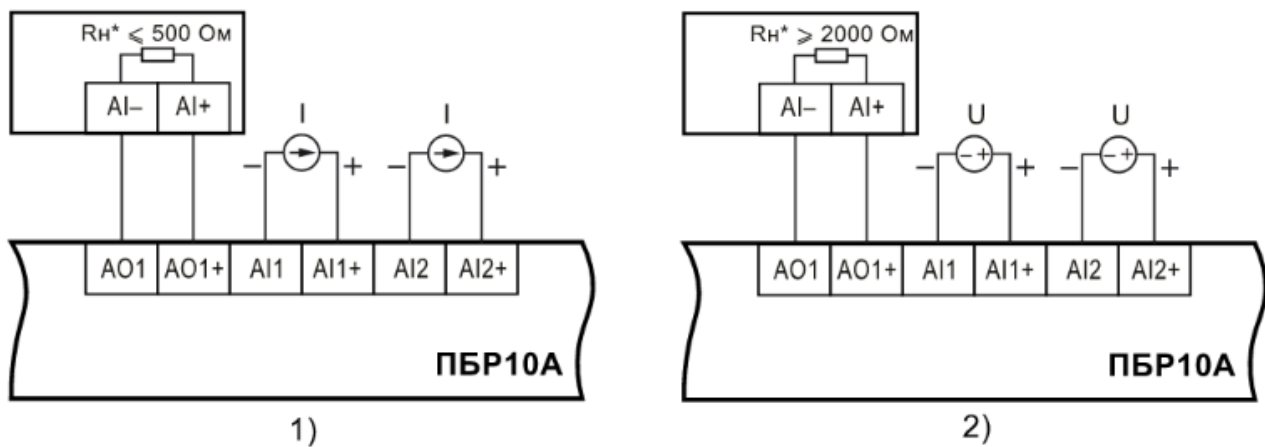 Rн* ⩽ 500 Ом
AI– AI+
I I
– + – +
AO1 AO1+ AI1 AI1+ AI2 AI2+
ПБР10А
1)
Rн* ⩾ 2000 Ом
AI– AI+
U U
– – + + – – + +
AO1 AO1+ AI1 AI1+ AI2 AI2+
ПБР10А
2)